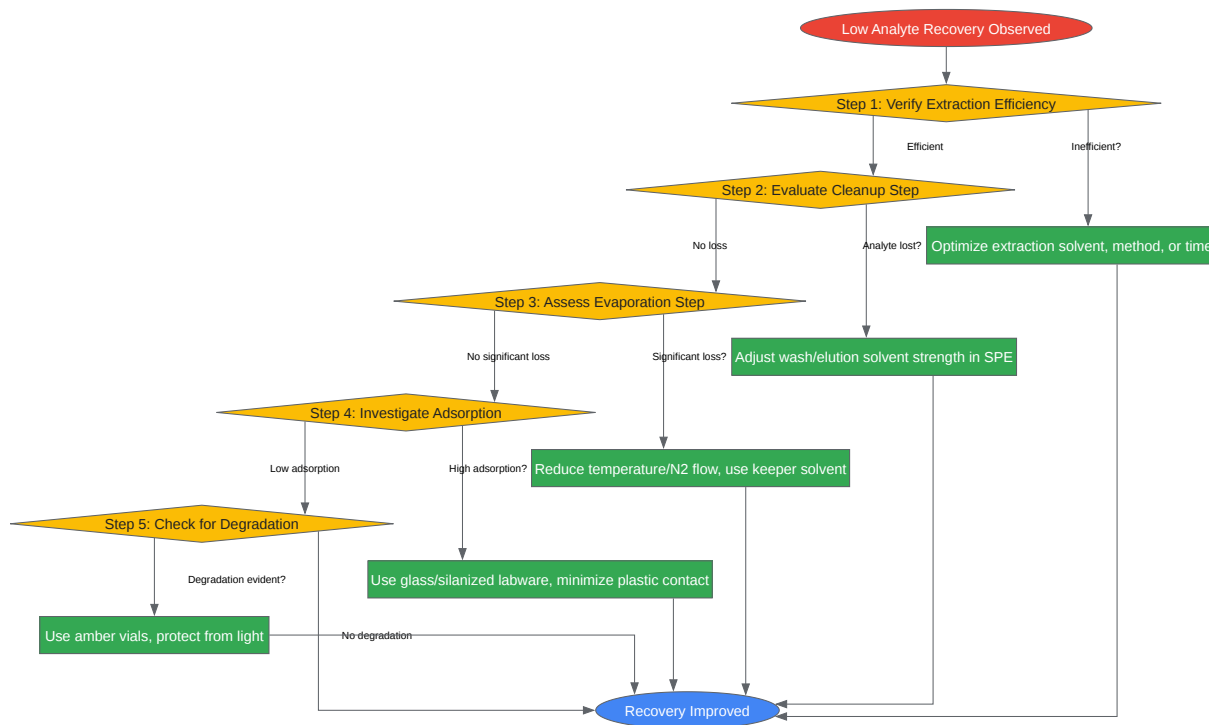 Low Analyte Recovery Observed
Step 1: Verify Extraction Efficiency
Efficient
Inefficient?
Step 2: Evaluate Cleanup Step
No loss
Analyte lost?
Optimize extraction solvent, method, or time
Step 3: Assess Evaporation Step
No significant loss
Significant loss?
Adjust wash/elution solvent strength in SPE
Step 4: Investigate Adsorption
Low adsorption
High adsorption?
Reduce temperature/N2 flow, use keeper solvent
Step 5: Check for Degradation
Degradation evident?
Use glass/silanized labware, minimize plastic contact
Use amber vials, protect from light
No degradation
Recovery Improved